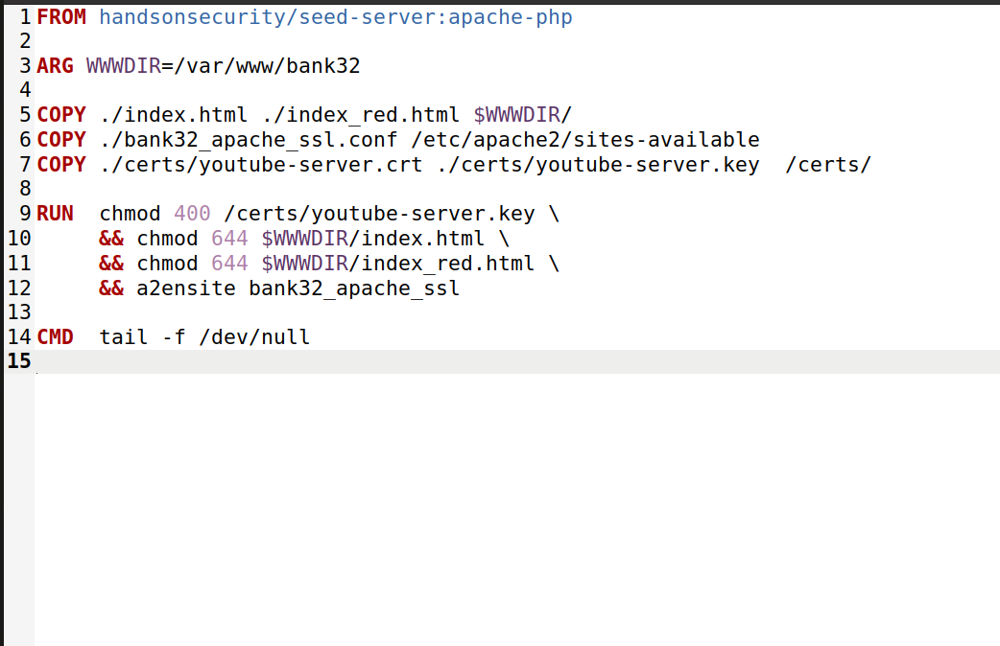 1 FROM handsonsecurity/seed-server:apache-php
2
3 ARG WWWDIR=/var/www/bank32
4
5 COPY ./index.html ./index_red.html $WWWDIR/
6 COPY ./bank32_apache_ssl.conf /etc/apache2/sites-available
7 COPY ./certs/youtube-server.crt ./certs/youtube-server.key  /certs/
8
9 RUN  chmod 400 /certs/youtube-server.key \
10      && chmod 644 $WWWDIR/index.html \
11      && chmod 644 $WWWDIR/index_red.html \
12      && a2ensite bank32_apache_ssl
13
14 CMD  tail -f /dev/null
15